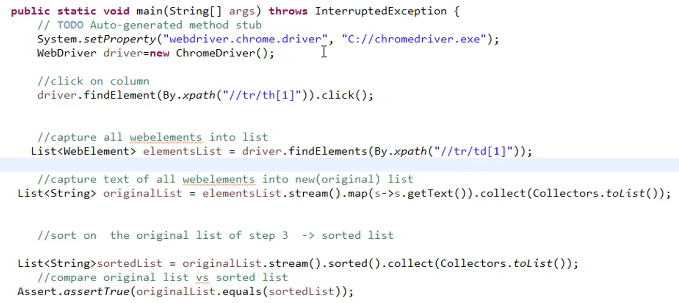 public static void main(String[] args) throws InterruptedException {
// TODO Auto-generated method stub
System.setProperty("webdriver.chrome.driver", "C://chromedriver.exe");
WebDriver driver=new ChromeDriver();
//click on column
driver.findElement(By.xpath("//tr/th[1]")).click();
//capture all webelements into list
List<WebElement> elementsList = driver.findElements(By.xpath("//tr/td[1]"));
//capture text of all webelements into new(original) list
List<String> originalList = elementsList.stream().map(s->s.getText()).collect(Collectors.toList());
//sort on  the original list of step 3  -> sorted list
List<String>sortedList = originalList.stream().sorted().collect(Collectors.toList());
//compare original list vs sorted list
Assert.assertTrue(originalList.equals(sortedList));